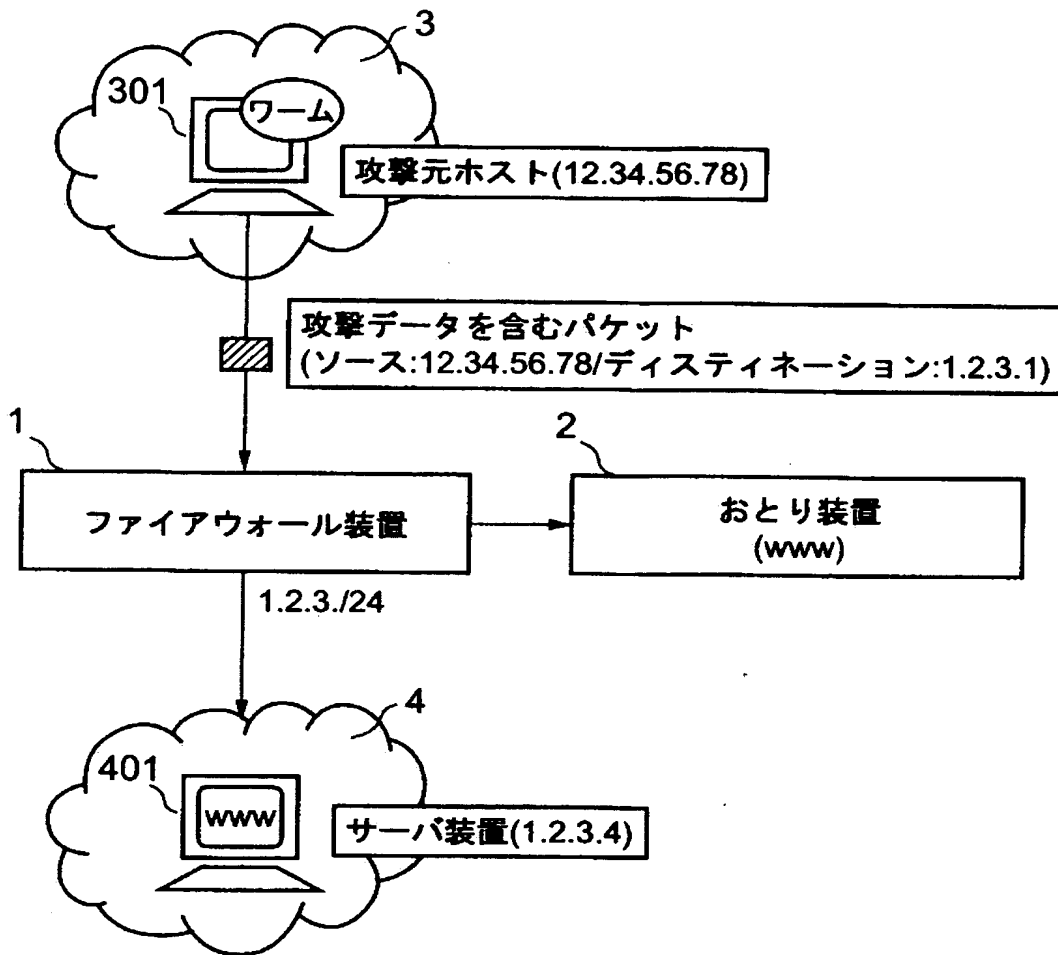 3
301
ワーム
攻撃元ホスト(12.34.56.78)
攻撃データを含むパケット
(ソース:12.34.56.78/ディスティネーション:1.2.3.1)
1
2
ファイアウォール装置
おとり装置
(www)
1.2.3./24
4
401
www
サーバ装置(1.2.3.4)